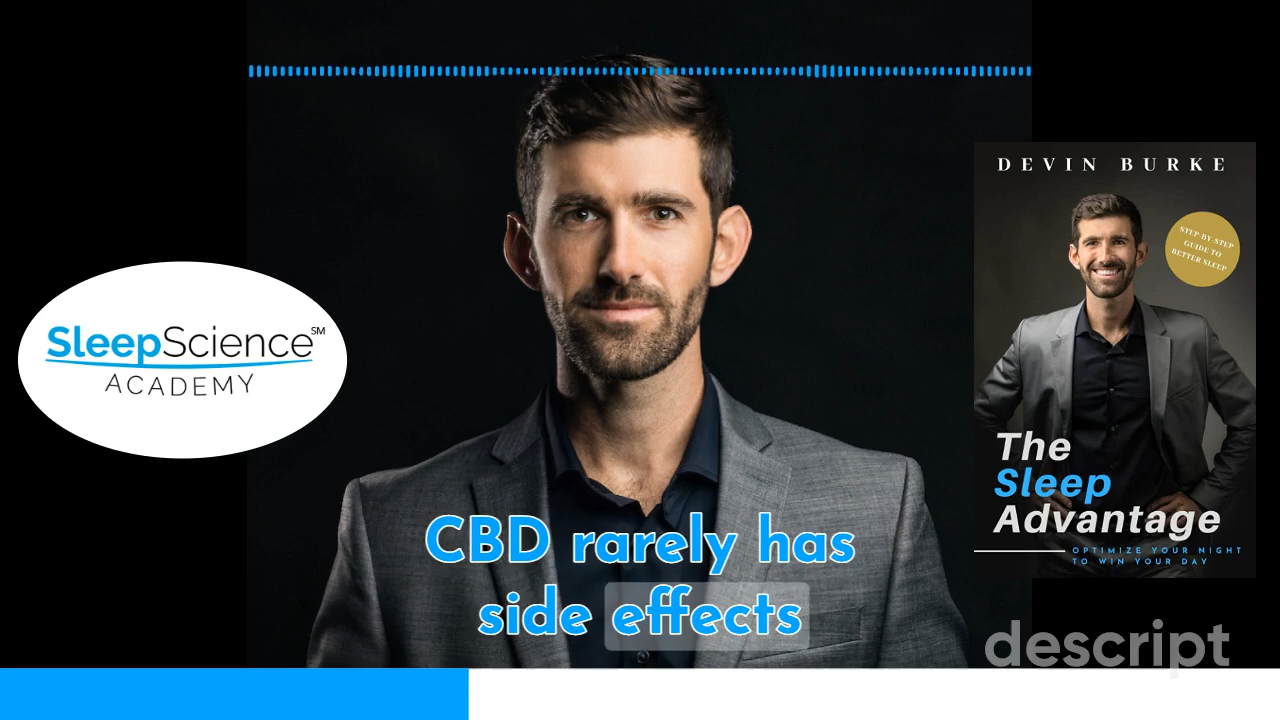 SleepScience℠
ACADEMY
CBD rarely has
side effects
DEVIN BURKE
STEP-BY-STEP
GUIDE TO
BETTER SLEEP
The
Sleep
Advantage
OPTIMIZE YOUR NIGHT
TO WIN YOUR DAY
descript